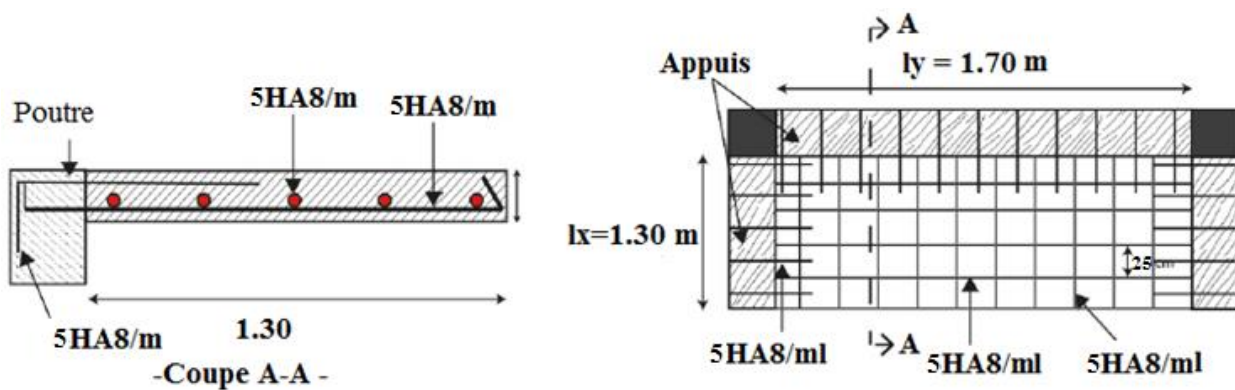 Poutre
5HA8/m
5HA8/m
5HA8/m
1.30
-Coupe A-A -
A
Appuis
ly = 1.70 m
lx=1.30 m
25
5HA8/ml
A
5HA8/ml
5HA8/ml